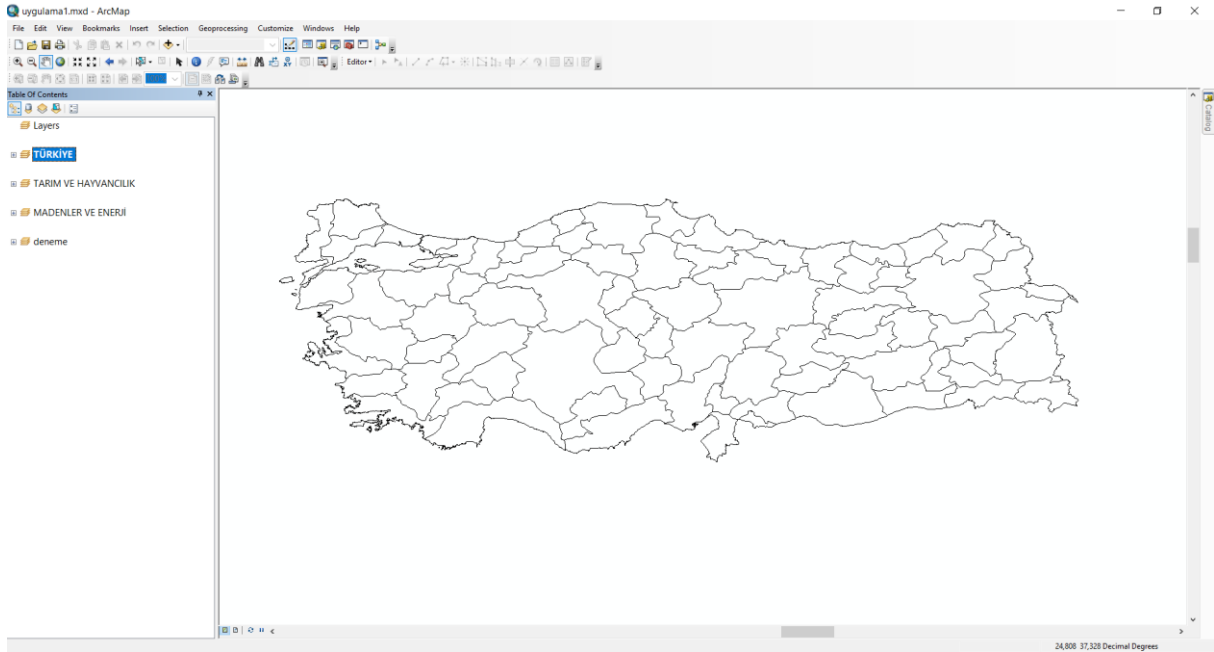 uygulama1.mxd - ArcMap
File Edit View Bookmarks Insert Selection Geoprocessing Customize Windows Help
Editor
Table Of Contents
Layers
TÜRKİYE
TARIM VE HAYVANCILIK
MADENLER VE ENERJİ
deneme
Catalog
24,808 37,328 Decimal Degrees